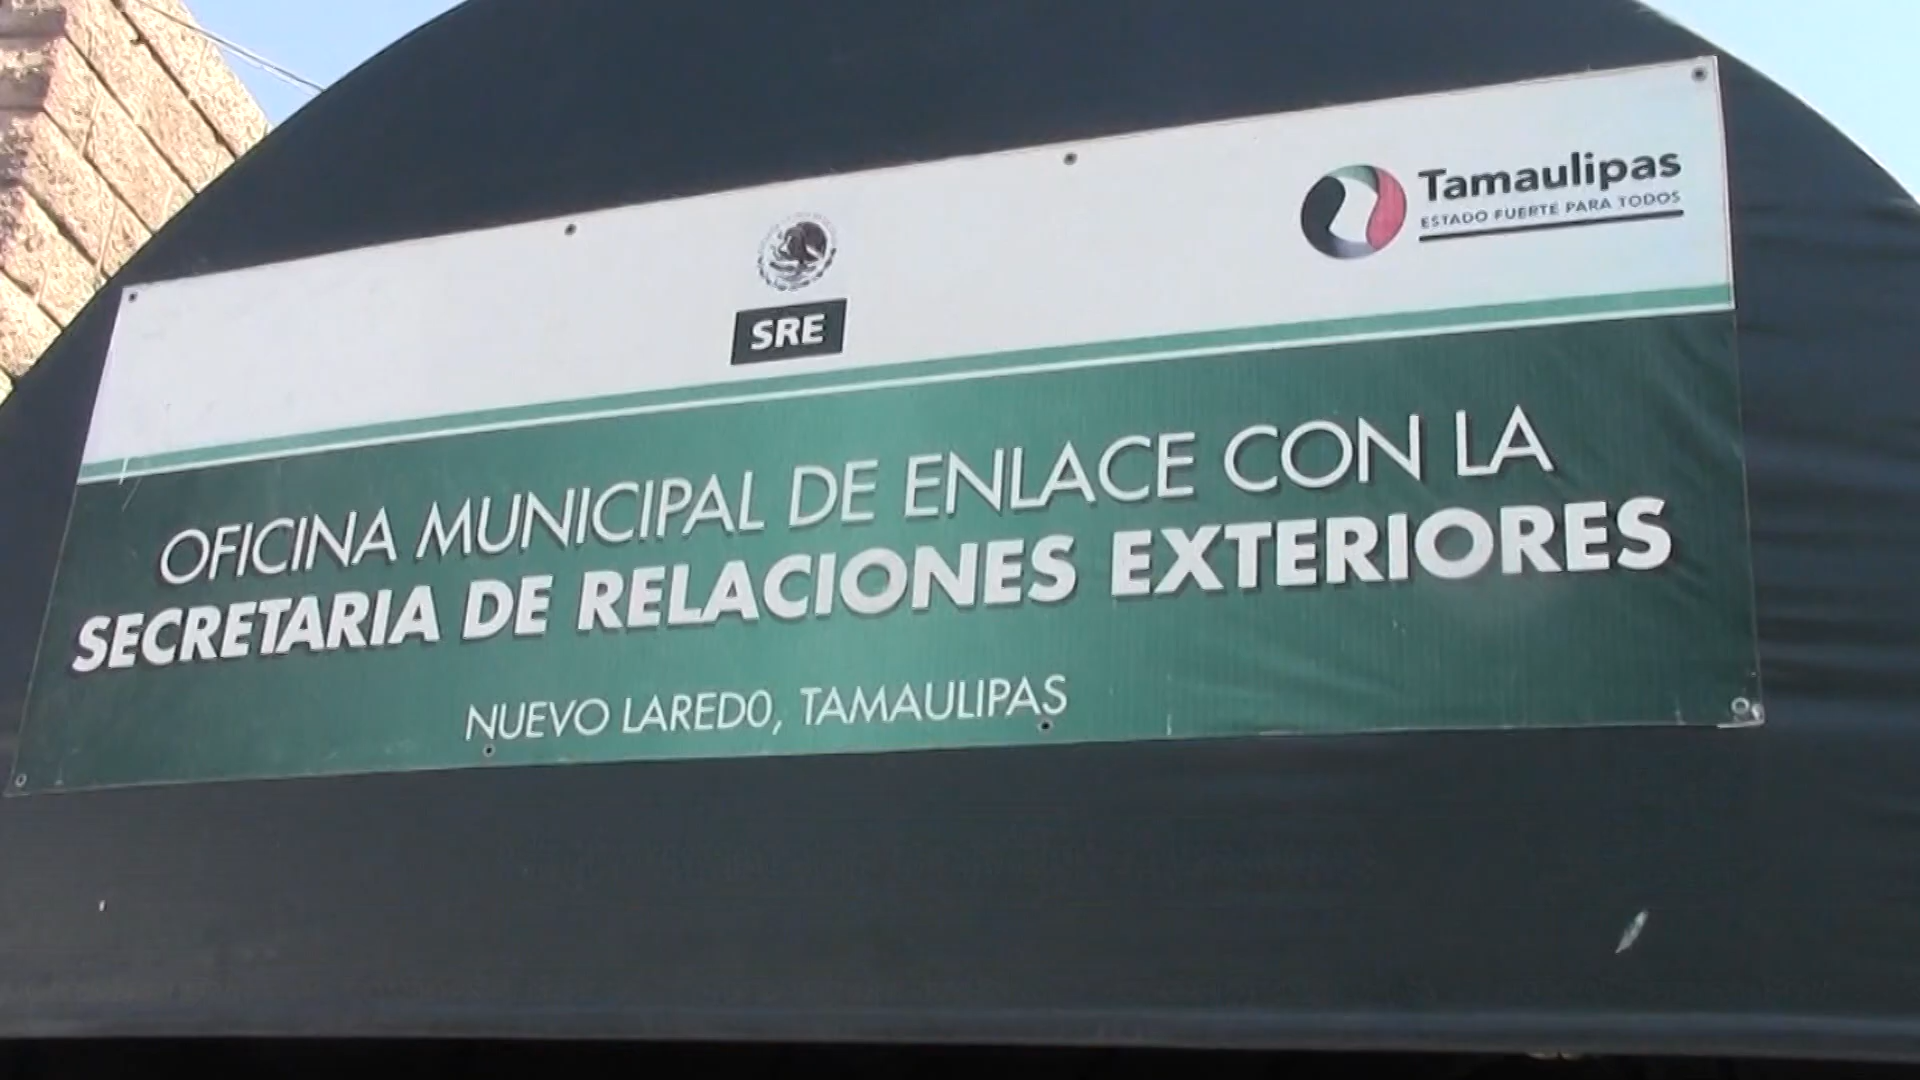 SRE
Tamaulipas
ESTADO FUERTE PARA TODOS
OFICINA MUNICIPAL DE ENLACE CON LA
SECRETARIA DE RELACIONES EXTERIORES
NUEVO LAREDO, TAMAULIPAS